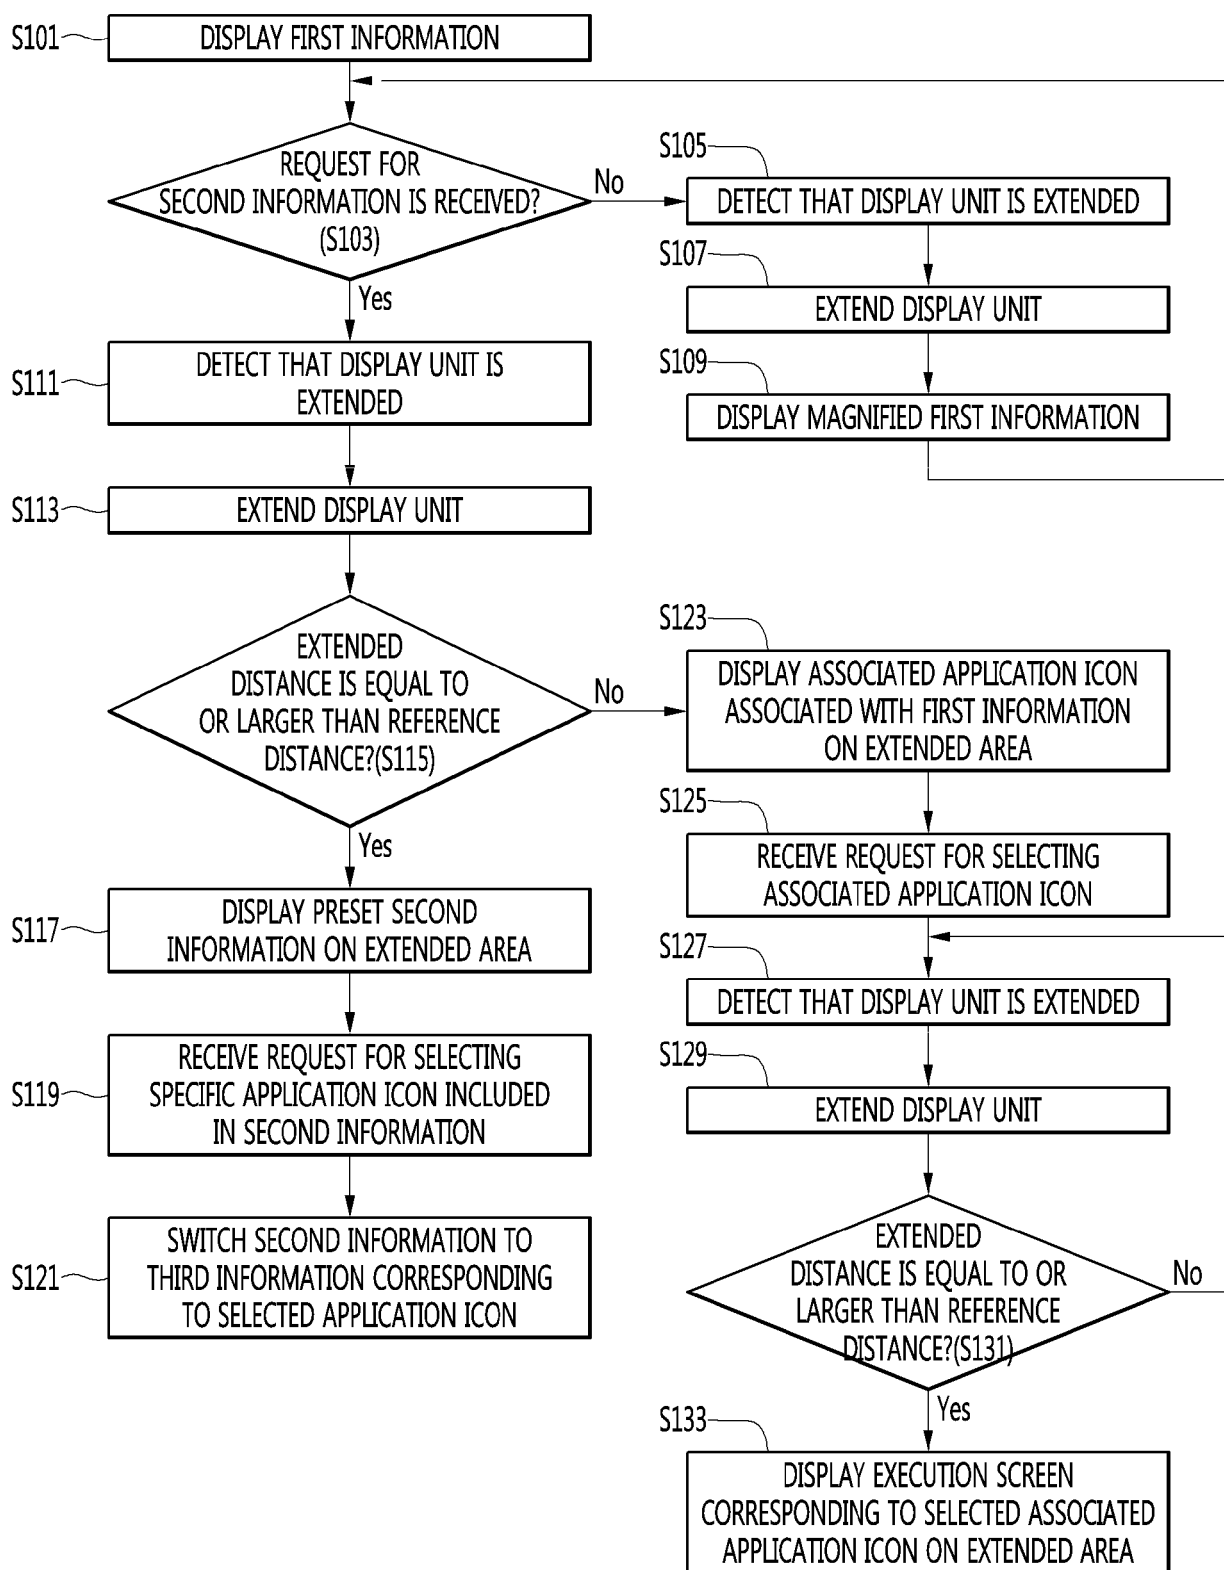 S101
DISPLAY FIRST INFORMATION
REQUEST FOR
SECOND INFORMATION IS RECEIVED?
(S103)
No
Yes
S105
DETECT THAT DISPLAY UNIT IS EXTENDED
S107
EXTEND DISPLAY UNIT
S109
DISPLAY MAGNIFIED FIRST INFORMATION
S111
DETECT THAT DISPLAY UNIT IS
EXTENDED
S113
EXTEND DISPLAY UNIT
EXTENDED
DISTANCE IS EQUAL TO
OR LARGER THAN REFERENCE
DISTANCE?(S115)
No
Yes
S117
DISPLAY PRESET SECOND
INFORMATION ON EXTENDED AREA
S119
RECEIVE REQUEST FOR SELECTING
SPECIFIC APPLICATION ICON INCLUDED
IN SECOND INFORMATION
S121
SWITCH SECOND INFORMATION TO
THIRD INFORMATION CORRESPONDING
TO SELECTED APPLICATION ICON
S123
DISPLAY ASSOCIATED APPLICATION ICON
ASSOCIATED WITH FIRST INFORMATION
ON EXTENDED AREA
S125
RECEIVE REQUEST FOR SELECTING
ASSOCIATED APPLICATION ICON
S127
DETECT THAT DISPLAY UNIT IS EXTENDED
S129
EXTEND DISPLAY UNIT
EXTENDED
DISTANCE IS EQUAL TO OR
LARGER THAN REFERENCE
DISTANCE?(S131)
No
Yes
S133
DISPLAY EXECUTION SCREEN
CORRESPONDING TO SELECTED ASSOCIATED
APPLICATION ICON ON EXTENDED AREA